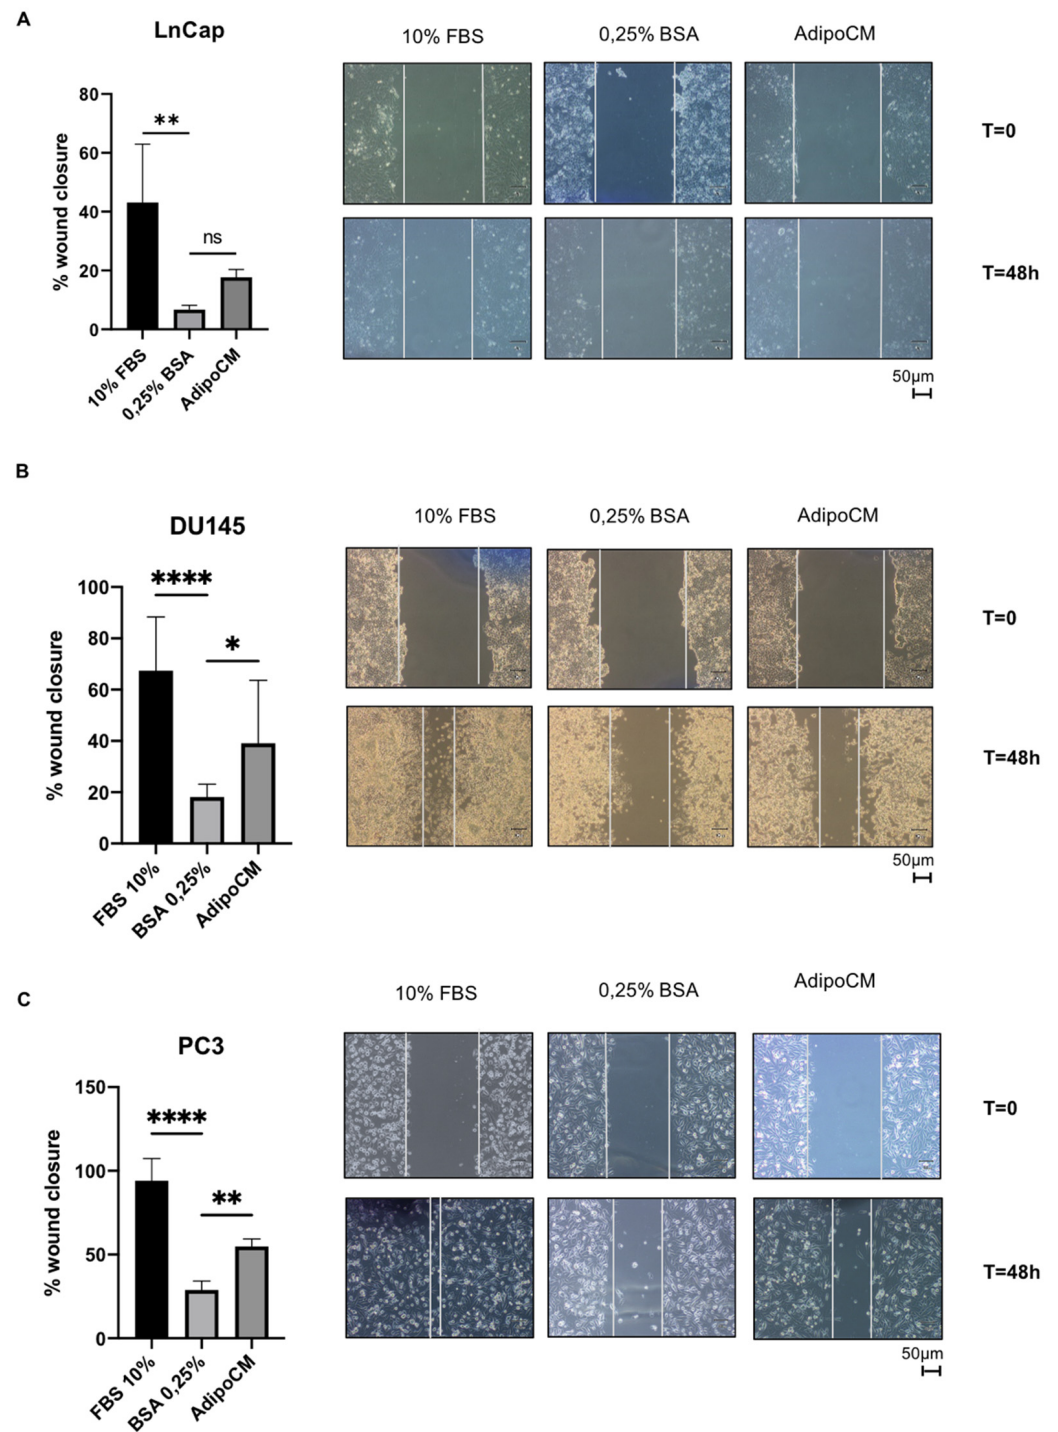 A
LnCap
10% FBS
0,25% BSA
AdipoCM
% wound closure
80
60
40
20
0
**
ns
10% FBS
0,25% BSA
AdipoCM
T=0
T=48h
50µm
B
DU145
10% FBS
0,25% BSA
AdipoCM
% wound closure
100
80
60
40
20
0
****
*
FBS 10%
BSA 0,25%
AdipoCM
T=0
T=48h
50µm
C
PC3
10% FBS
0,25% BSA
AdipoCM
% wound closure
150
100
50
0
****
**
FBS 10%
BSA 0,25%
AdipoCM
T=0
T=48h
50µm